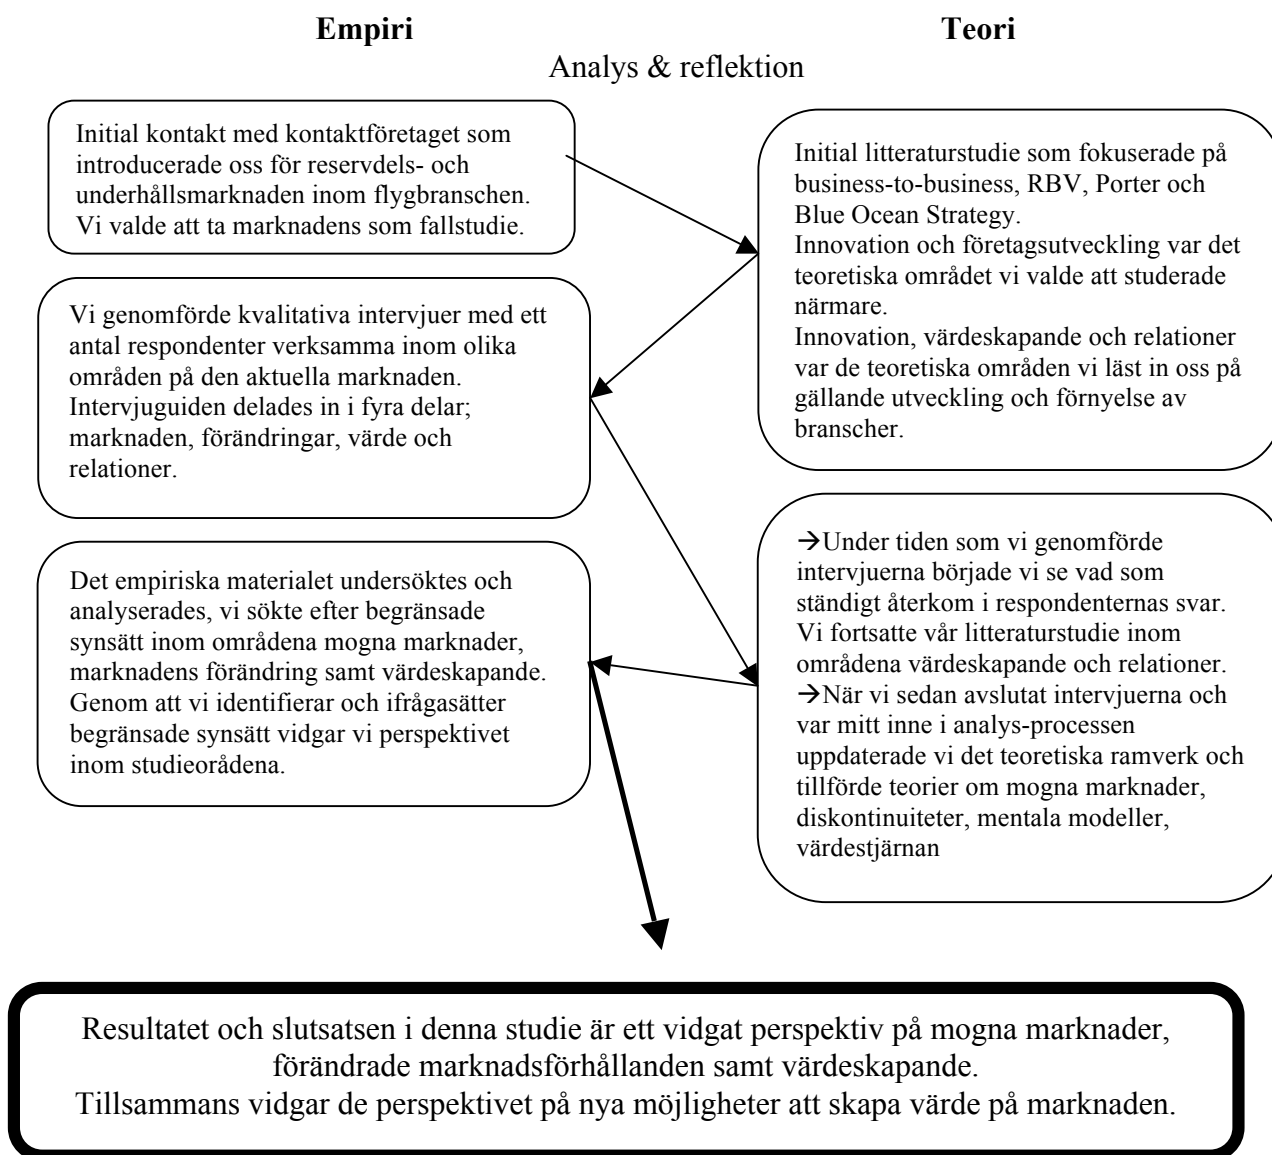 Empiri
Teori
Analys & reflektion
Initial kontakt med kontaktföretaget som
introducerade oss för reservdels- och
underhållsmarknaden inom flygbranschen.
Vi valde att ta marknadens som fallstudie.
Initial litteraturstudie som fokuserade på
business-to-business, RBV, Porter och
Blue Ocean Strategy.
Innovation och företagsutveckling var det
teoretiska området vi valde att studerade
närmare.
Innovation, värdeskapande och relationer
var de teoretiska områden vi läst in oss på
gällande utveckling och förnyelse av
branscher.
Vi genomförde kvalitativa intervjuer med ett
antal respondenter verksamma inom olika
områden på den aktuella marknaden.
Intervjuguiden delades in i fyra delar;
marknaden, förändringar, värde och
relationer.
→Under tiden som vi genomförde
intervjuerna började vi se vad som
ständigt återkom i respondenternas svar.
Vi fortsatte vår litteraturstudie inom
områdena värdeskapande och relationer.
→När vi sedan avslutat intervjuerna och
var mitt inne i analys-processen
uppdaterade vi det teoretiska ramverk och
tillförde teorier om mogna marknader,
diskontinuiteter, mentala modeller,
värdestjärnan
Det empiriska materialet undersöktes och
analyserades, vi sökte efter begränsade
synsätt inom områdena mogna marknader,
marknadens förändring samt värdeskapande.
Genom att vi identifierar och ifrågasätter
begränsade synsätt vidgar vi perspektivet
inom studieorådena.
Resultatet och slutsatsen i denna studie är ett vidgat perspektiv på mogna marknader,
förändrade marknadsförhållanden samt värdeskapande.
Tillsammans vidgar de perspektivet på nya möjligheter att skapa värde på marknaden.